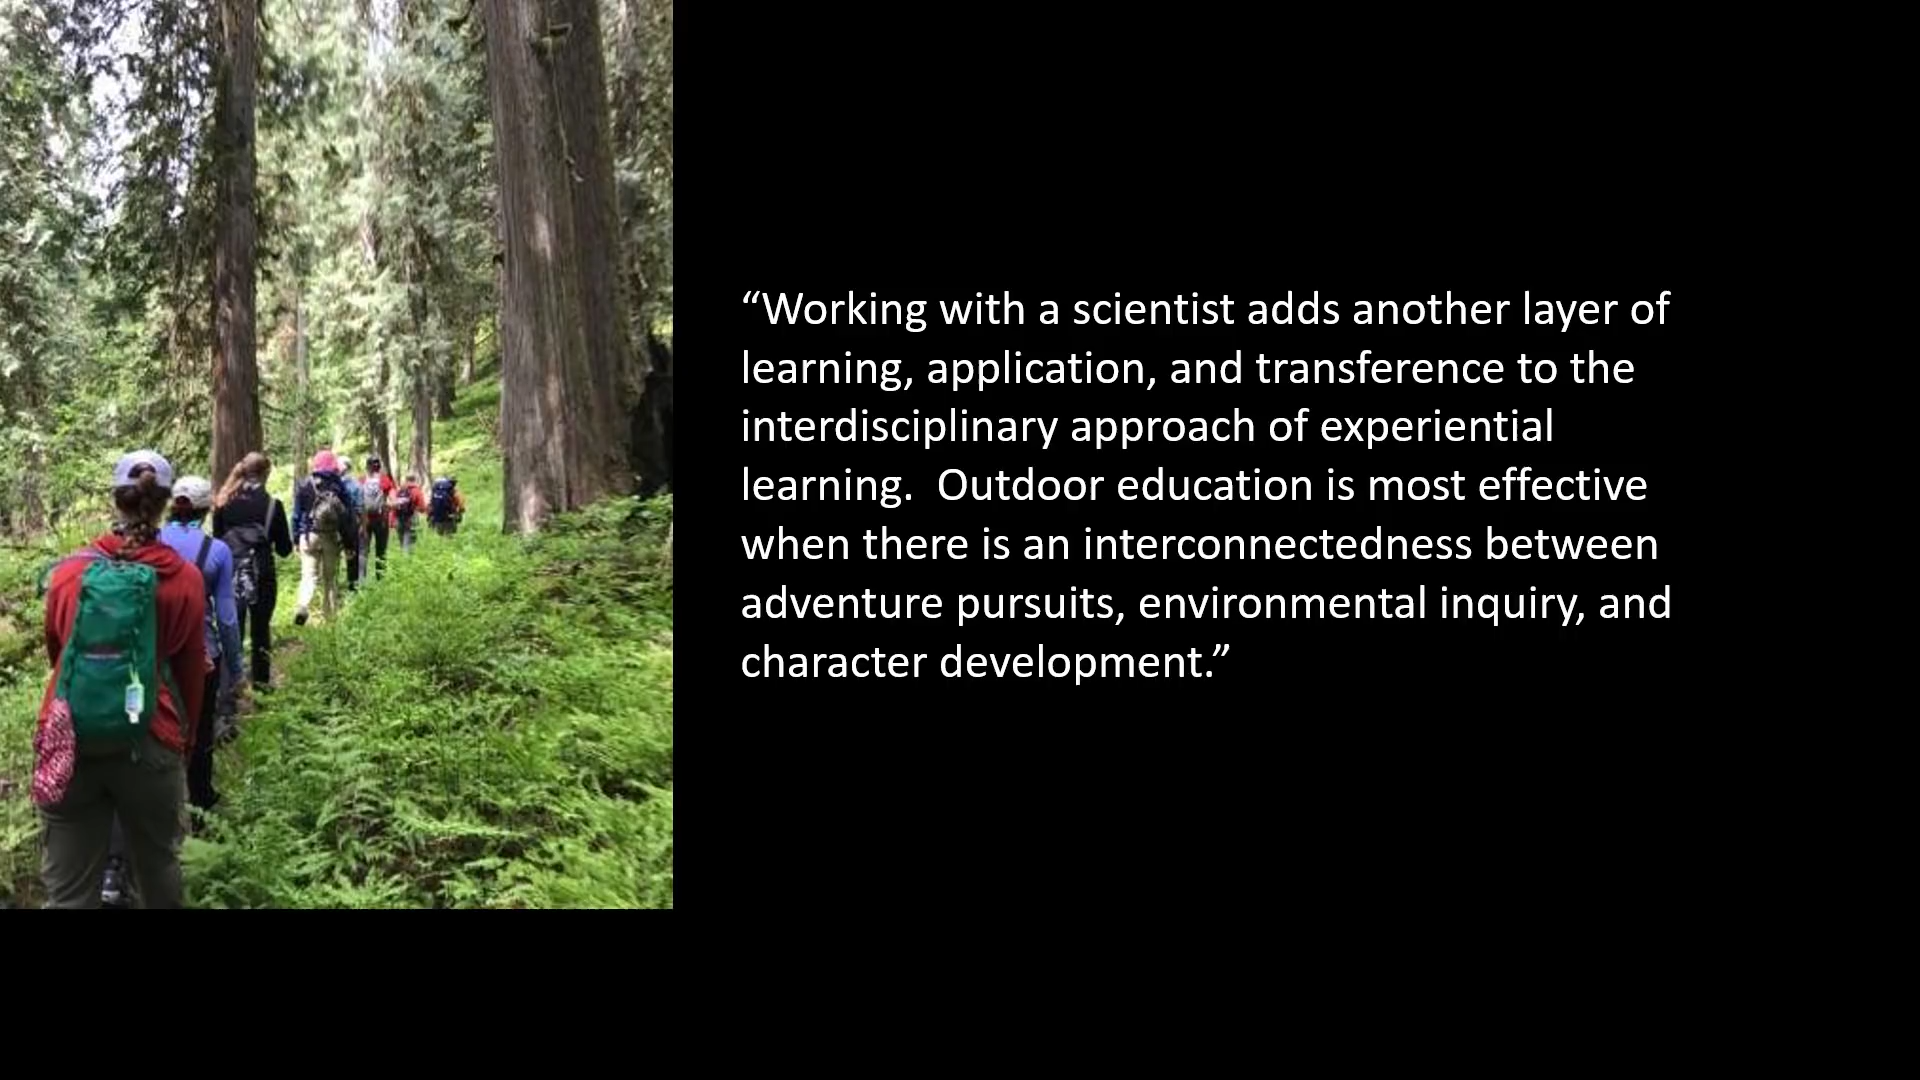 “Working with a scientist adds another layer of
learning, application, and transference to the
interdisciplinary approach of experiential
learning.  Outdoor education is most effective
when there is an interconnectedness between
adventure pursuits, environmental inquiry, and
character development.”